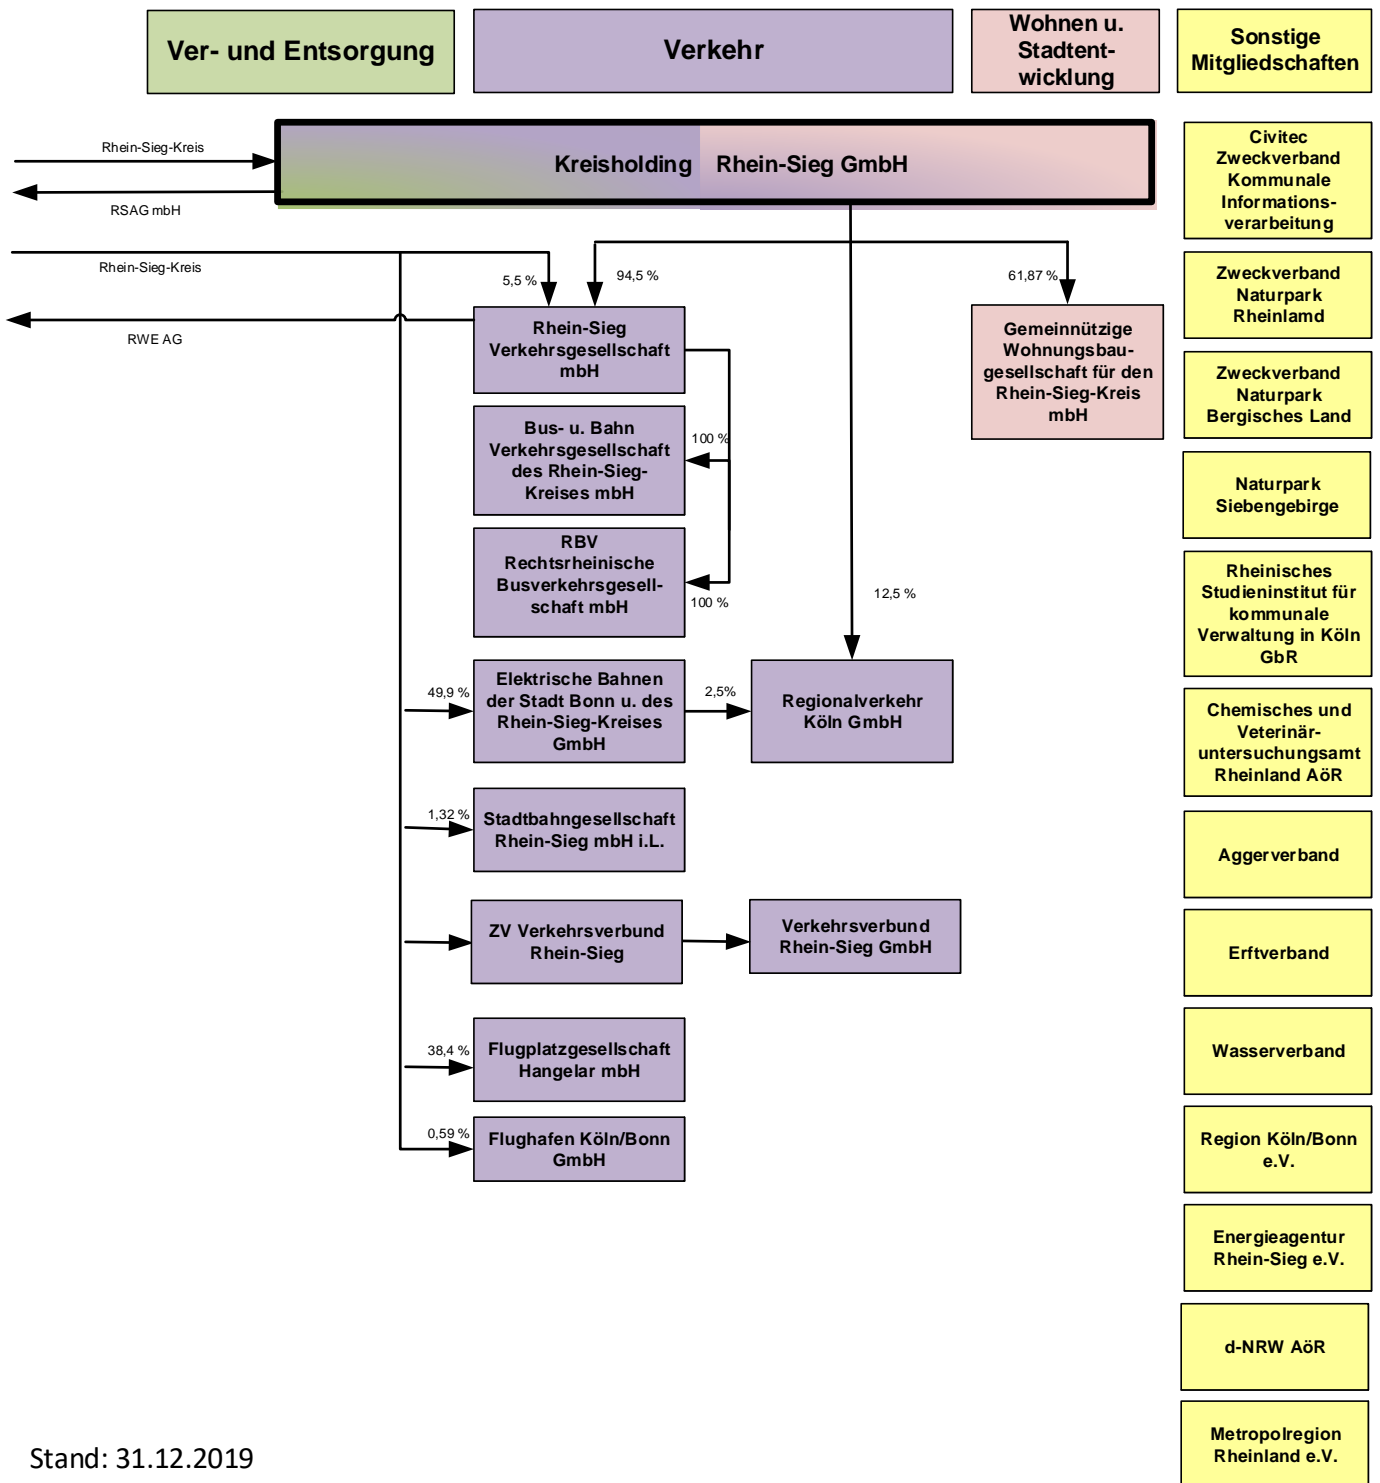 Ver- und Entsorgung
Verkehr
Wohnen u.
Stadtent-
wicklung
Sonstige
Mitgliedschaften
Rhein-Sieg-Kreis
RSAG mbH
Kreisholding Rhein-Sieg GmbH
Rhein-Sieg-Kreis
RWE AG
5,5 %
94,5 %
61,87 %
Rhein-Sieg
Verkehrsgesellschaft
mbH
Gemeinnützige
Wohnungsbau-
gesellschaft für den
Rhein-Sieg-Kreis
mbH
Bus- u. Bahn
Verkehrsgesellschaft
des Rhein-Sieg-
Kreises mbH
100 %
RBV
Rechtsrheinische
Busverkehrsgesell-
schaft mbH
100 %
12,5 %
49,9 %
Elektrische Bahnen
der Stadt Bonn u. des
Rhein-Sieg-Kreises
GmbH
2,5%
Regionalverkehr
Köln GmbH
1,32 %
Stadtbahngesellschaft
Rhein-Sieg mbH i.L.
ZV Verkehrsverbund
Rhein-Sieg
Verkehrsverbund
Rhein-Sieg GmbH
38,4 %
Flugplatzgesellschaft
Hangelar mbH
0,59 %
Flughafen Köln/Bonn
GmbH
Civitec
Zweckverband
Kommunale
Informations-
verarbeitung
Zweckverband
Naturpark
Rheinlamd
Zweckverband
Naturpark
Bergisches Land
Naturpark
Siebengebirge
Rheinisches
Studieninstitut für
kommunale
Verwaltung in Köln
GbR
Chemisches und
Veterinär-
untersuchungsamt
Rheinland AöR
Aggerverband
Erftverband
Wasserverband
Region Köln/Bonn
e.V.
Energieagentur
Rhein-Sieg e.V.
d-NRW AöR
Metropolregion
Rheinland e.V.
Stand: 31.12.2019